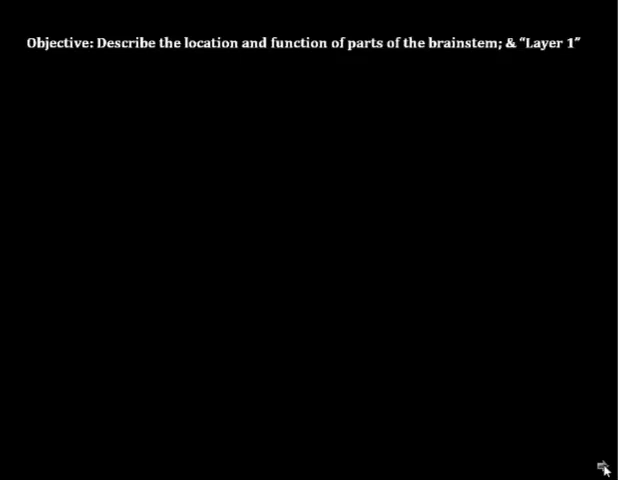 Objective: Describe the location and function of parts of the brainstem; & “Layer 1”